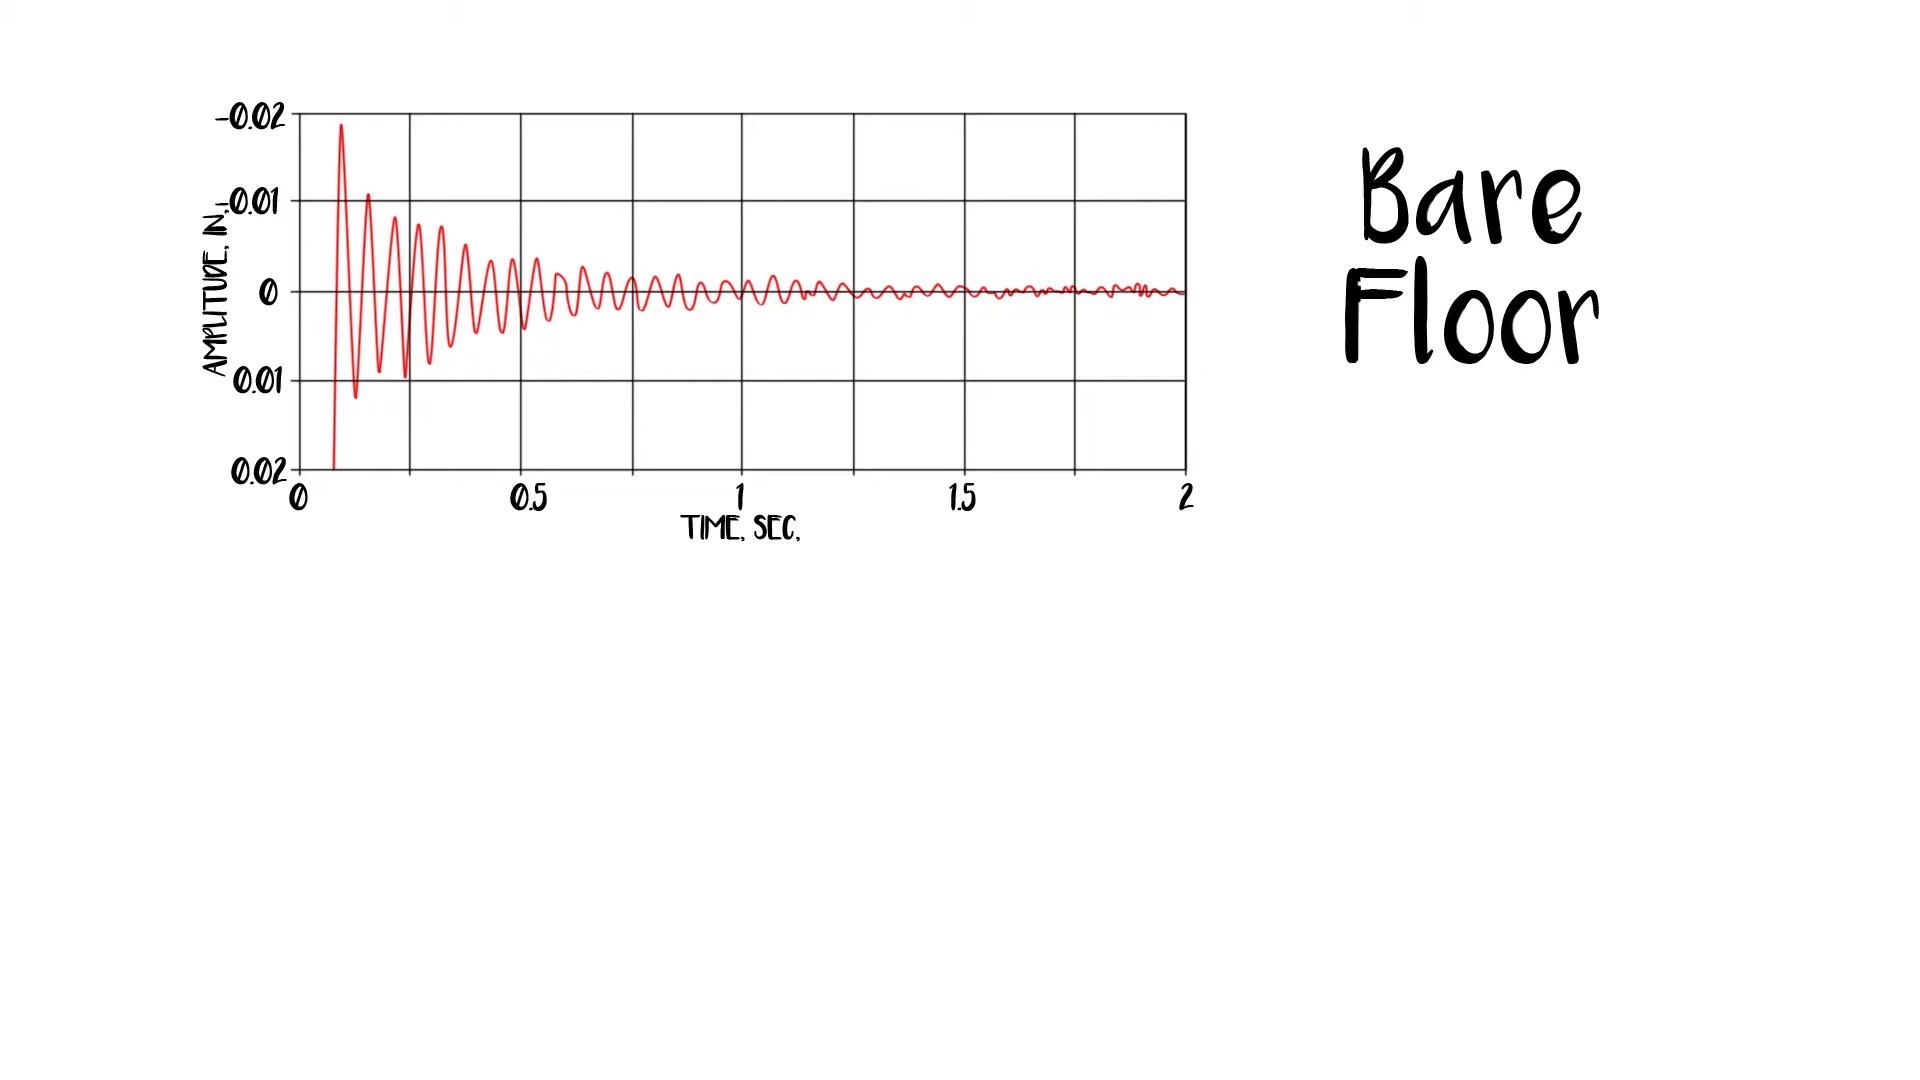 -0.02
-0.01
0
0.01
0.02
AMPLITUDE, IN,
0 0.5 1 1.5 2
TIME, SEC,
Bare
Floor